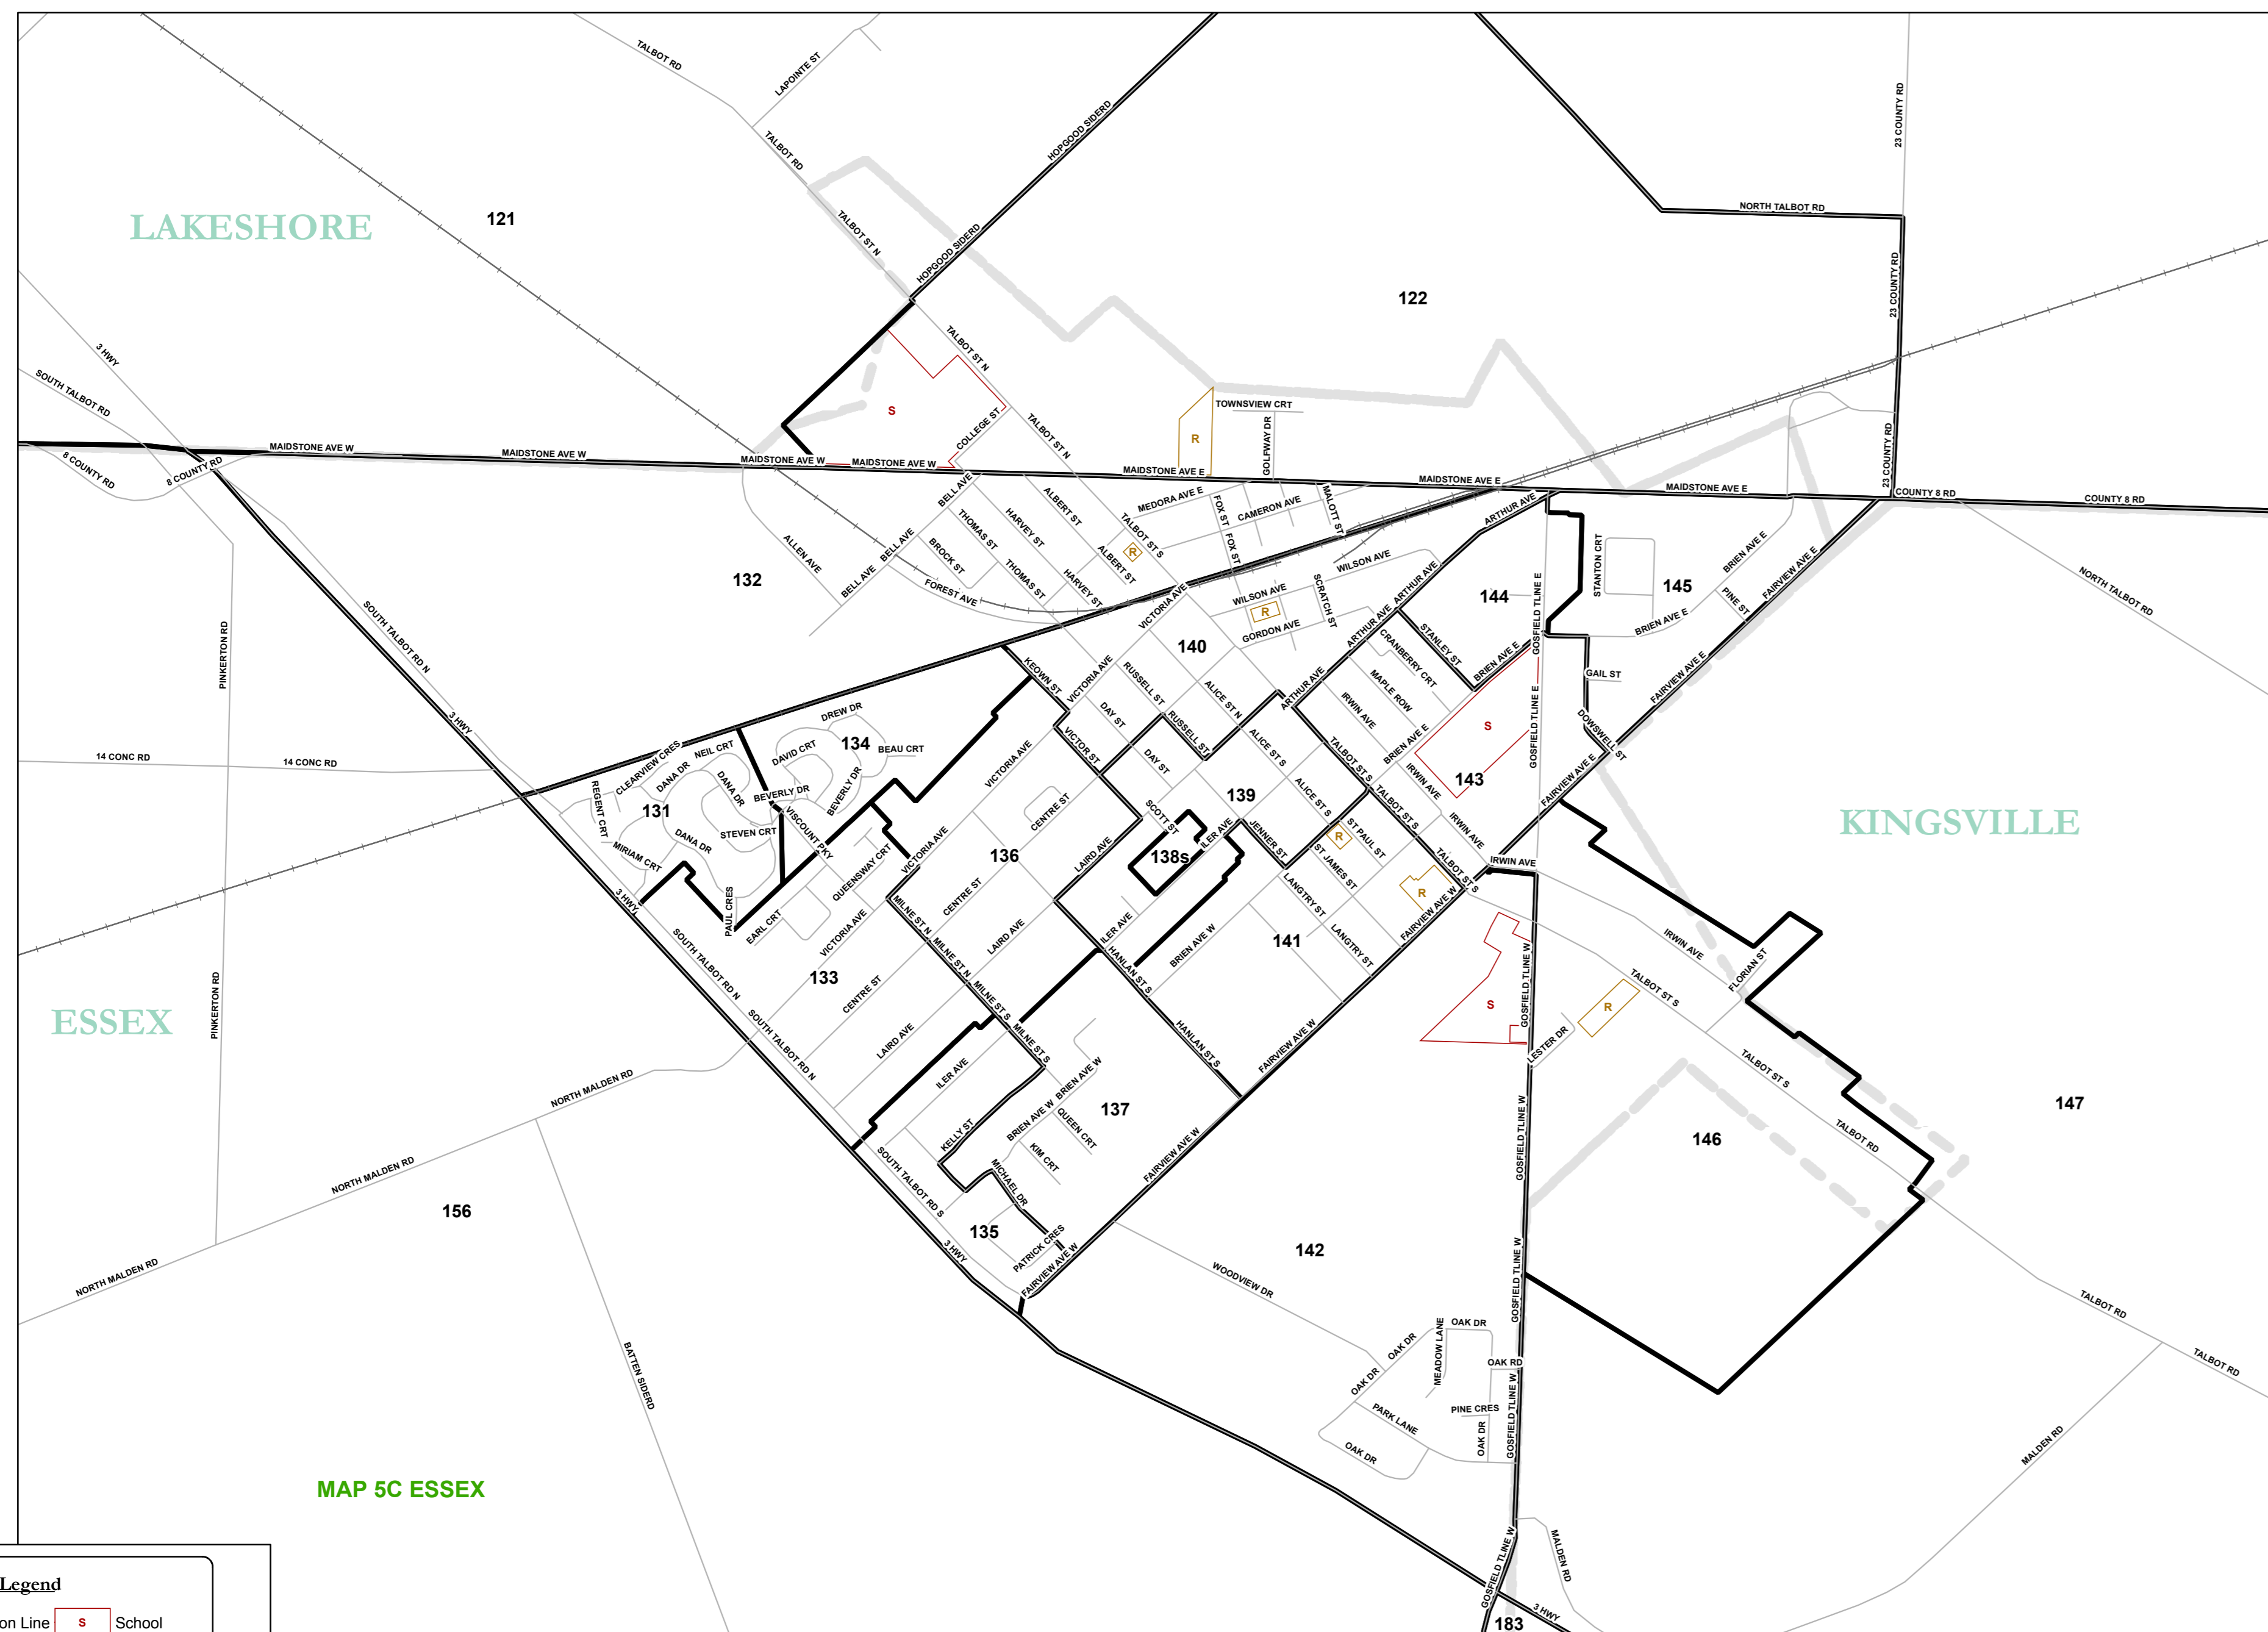 TALBOT RD
LAPOINTE ST
23 COUNTY RD
HOPGOOD SIDERD
TALBOT RD
LAKESHORE
121
NORTH TALBOT RD
TALBOT ST N
HOPGOOD SIDERD
23 COUNTY RD
122
3 HWY
TALBOT ST N
SOUTH TALBOT RD
S
TOWNSVIEW CRT
COLLEGE ST
TALBOT ST N
R
GOLFWAY DR
23 COUNTY RD
MAIDSTONE AVE W
MAIDSTONE AVE W
MAIDSTONE AVE W
MAIDSTONE AVE W
MAIDSTONE AVE E
MAIDSTONE AVE E
MAIDSTONE AVE E
COUNTY 8 RD
COUNTY 8 RD
8 COUNTY RD
8 COUNTY RD
BELL AVE
ALBERT ST
MEDORA AVE E
FOX ST
CAMERON AVE
MALOTT ST
ARTHUR AVE
THOMAS ST
HARVEY ST
TALBOT ST S
ALLEN AVE
BELL AVE
BROCK ST
ALBERT ST
R
FOX ST
WILSON AVE
STANTON CRT
BRIEN AVE E
FAIRVIEW AVE E
NORTH TALBOT RD
132
BELL AVE
FOREST AVE
THOMAS ST
HARVEY ST
VICTORIA AVE
WILSON AVE
R
SCRATCH ST
ARTHUR AVE
144
GOSFIELD TLINE E
145
PINE ST
SOUTH TALBOT RD N
GORDON AVE
ARTHUR AVE
BRIEN AVE E
PINKERTON RD
140
STANLEY ST
CRANBERRY CRT
KEOWN ST
VICTORIA AVE
RUSSELL ST
ALICE ST N
ARTHUR AVE
MAPLE ROW
BRIEN AVE E
GAIL ST
FAIRVIEW AVE E
3 HWY
DREW DR
DAY ST
IRWIN AVE
GOSFIELD TLINE E
S
DOWSWELL ST
14 CONC RD
14 CONC RD
CLEARVIEW CRES
NEIL CRT
DAVID CRT
134
BEAU CRT
VICTORIA AVE
VICTOR ST
RUSSELL ST
ALICE ST S
TALBOT ST S
BRIEN AVE E
REGENT CRT
DANA DR
DANA DR
BEVERLY DR
BEVERLY DR
DAY ST
IRWIN AVE
143
FAIRVIEW AVE E
131
VISCOUNT PKY
CENTRE ST
SCOTT ST
139
ALICE ST S
TALBOT ST S
KINGSVILLE
STEVEN CRT
DANA DR
MIRIAM CRT
VICTORIA AVE
136
LAIRD AVE
138s
ILER AVE
JENNER ST
R
ST PAUL ST
IRWIN AVE
3 HWY
QUEENSWAY CRT
ST JAMES ST
IRWIN AVE
PAUL CRES
EARL CRT
CENTRE ST
LANGTRY ST
R
TALBOT ST S
SOUTH TALBOT RD N
VICTORIA AVE
MILNE ST N
LAIRD AVE
ILER AVE
FAIRVIEW AVE W
133
MILNE ST N
HANLAN ST S
BRIEN AVE W
141
LANGTRY ST
GOSFIELD TLINE W
IRWIN AVE
FLORIAN ST
ESSEX
PINKERTON RD
CENTRE ST
MILNE ST S
S
TALBOT ST S
R
SOUTH TALBOT RD N
LAIRD AVE
MILNE ST S
HANLAN ST S
FAIRVIEW AVE W
LESTER DR
NORTH MALDEN RD
ILER AVE
BRIEN AVE W
TALBOT ST S
137
BRIEN AVE W
QUEEN CRT
GOSFIELD TLINE W
147
146
KELLY ST
KIM CRT
FAIRVIEW AVE W
TALBOT RD
NORTH MALDEN RD
SOUTH TALBOT RD S
MICHAEL DR
156
135
PATRICK CRES
142
3 HWY
FAIRVIEW AVE W
WOODVIEW DR
GOSFIELD TLINE W
NORTH MALDEN RD
TALBOT RD
BATTEN SIDERD
OAK DR
MEADOW LANE
OAK DR
OAK RD
TALBOT RD
OAK DR
PARK LANE
PINE CRES
GOSFIELD TLINE W
OAK DR
OAK DR
MALDEN RD
MAP 5C ESSEX
GOSFIELD TLINE W
MALDEN RD
3 HWY
183
Legend
on Line
S
School